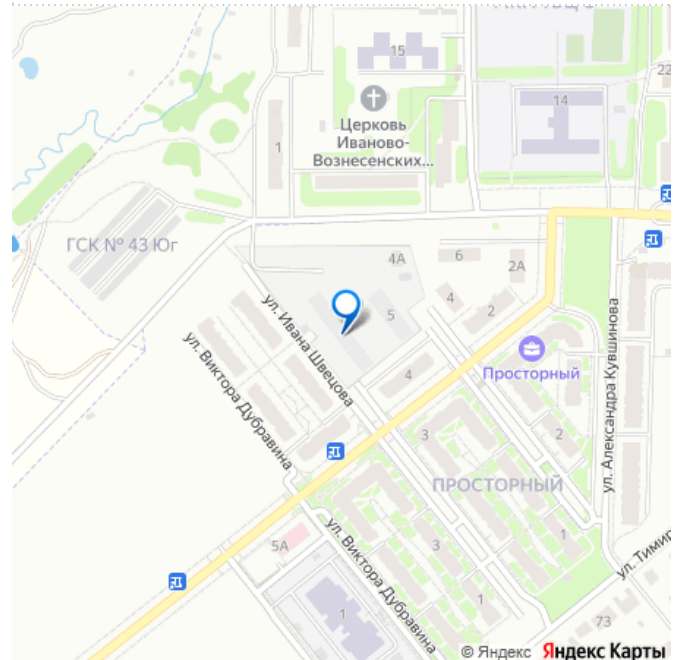 15
14
22
Церковь
Иваново-
Вознесенских...
1
ГСК № 43 Юг
4А
6
2А
4
2
5
ул. Ивана Швецова
ул. Виктора Дубравина
4
Просторный
ул. Александра Кувшинова
3
2
ПРОСТОРНЫЙ
3
1
1
5А
ул. Виктора Дубравина
1
ул. Тимир
73
© Яндекс Яндекс Карты